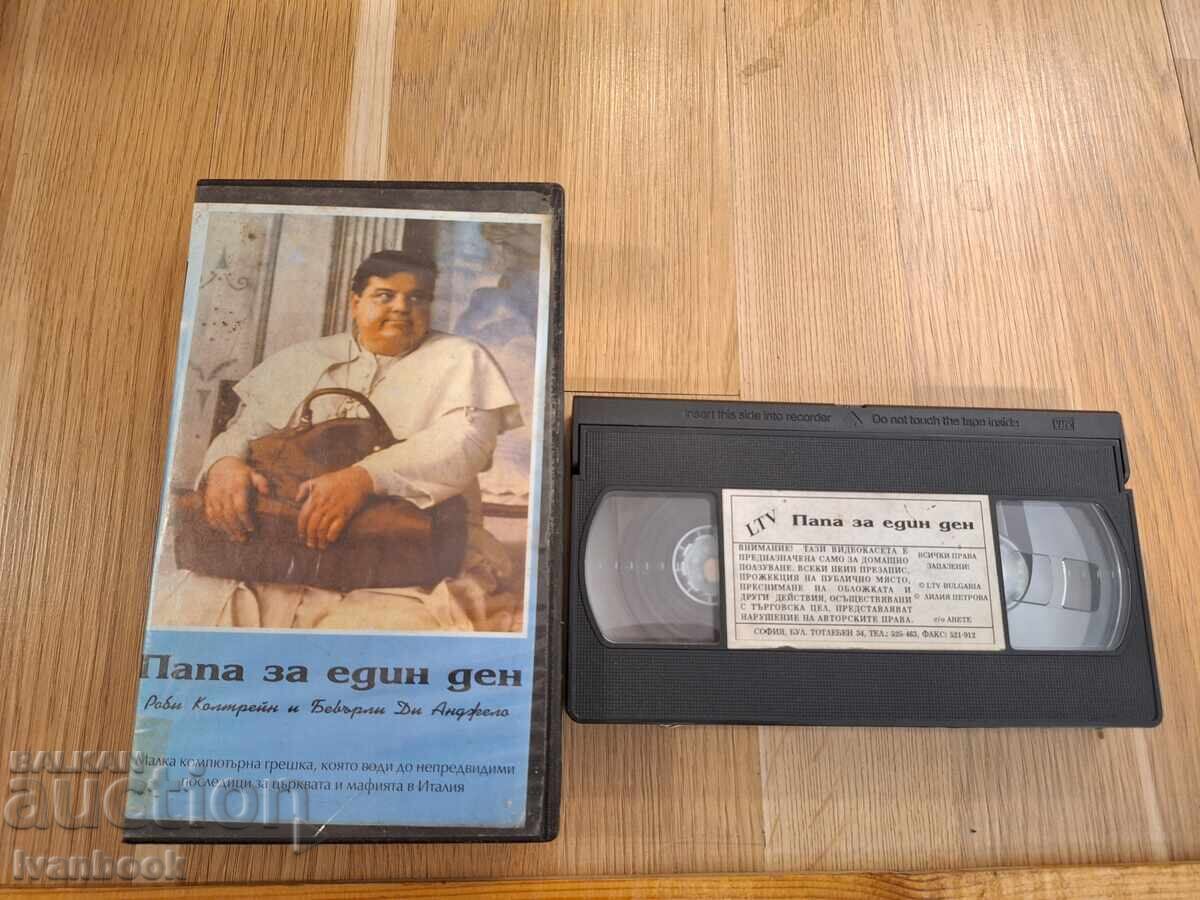 Папа за един ден
Роби Колтрейн и Бевърли Ди Анджело
Малка компютърна грешка, която води до непредвидими
последици за църквата и мафията в Италия
Insert this side into recorder Do not touch the tape inside
VHS
LTV
Папа за един ден
ВНИМАНИЕ! ТАЗИ ВИДЕОКАСЕТА Е
ПРЕДНАЗНАЧЕНА САМО ЗА ДОМАШНО
ПОЛЗУВАНЕ. ВСЕКИ НЕИН ПРЕЗАПИС,
ПРОЖЕКЦИЯ НА ПУБЛИЧНО МЯСТО,
ПРЕСНИМАНЕ НА ОБЛОЖКАТА И
ДРУГИ ДЕЙСТВИЯ, ОСЪЩЕСТВЯВАНИ
С ТЪРГОВСКА ЦЕЛ, ПРЕДСТАВЛЯВАТ
НАРУШЕНИЕ НА АВТОРСКИТЕ ПРАВА.
ВСИЧКИ ПРАВА
ЗАПАЗЕНИ!
© LTV BULGARIA
© ЛИЛИЯ ПЕТРОВА
c/o АНЕТЕ
СОФИЯ, БУЛ. ТОТЛЕБЕН 34, ТЕЛ.: 525-463, ФАКС: 521-912
BALKAN
auction
Ivanbook